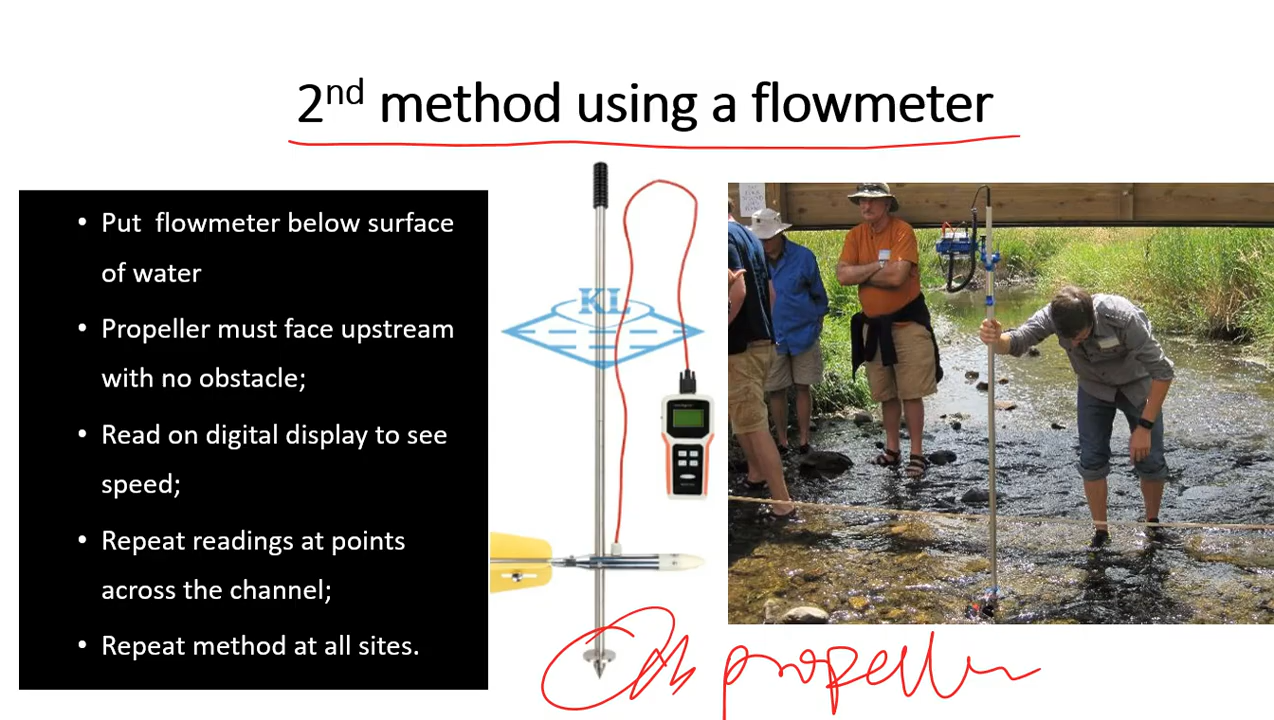 2nd method using a flowmeter
• Put flowmeter below surface
of water
• Propeller must face upstream
with no obstacle;
• Read on digital display to see
speed;
• Repeat readings at points
across the channel;
• Repeat method at all sites.
KL
propeller